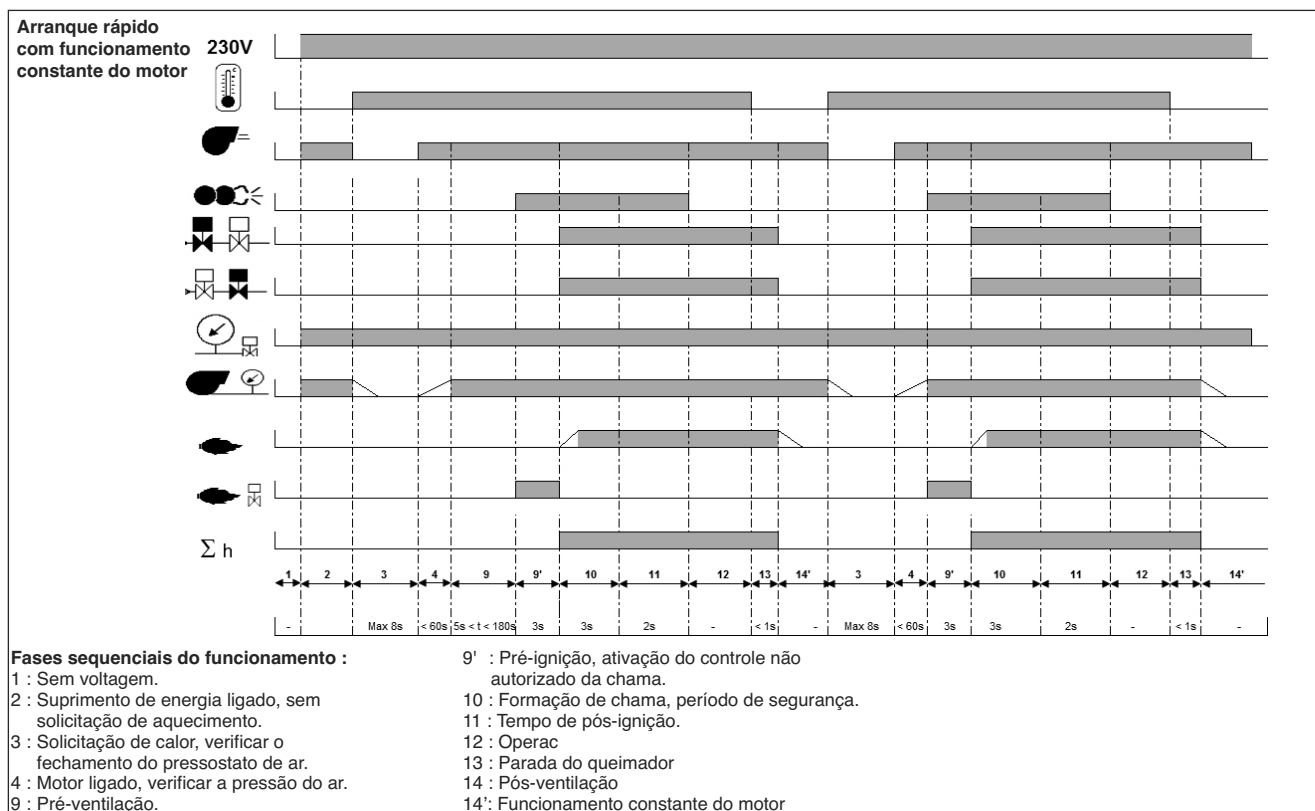 Arranque rápido
com funcionamento
constante do motor
230V
Σ h
1 2 3 4 9 9' 10 11 12 13 14' 3 4 9' 10 11 12 13 14'
- Max 8s < 60s 5s < t < 180s 3s 3s 2s - < 1s - Max 8s < 60s 3s 3s 2s - < 1s -
Fases sequenciais do funcionamento :
1 : Sem voltagem.
2 : Suprimento de energia ligado, sem
solicitação de aquecimento.
3 : Solicitação de calor, verificar o
fechamento do pressostato de ar.
4 : Motor ligado, verificar a pressão do ar.
9 : Pré-ventilação.
9' : Pré-ignição, ativação do controle não
autorizado da chama.
10 : Formação de chama, período de segurança.
11 : Tempo de pós-ignição.
12 : Operac
13 : Parada do queimador
14 : Pós-ventilação
14': Funcionamento constante do motor